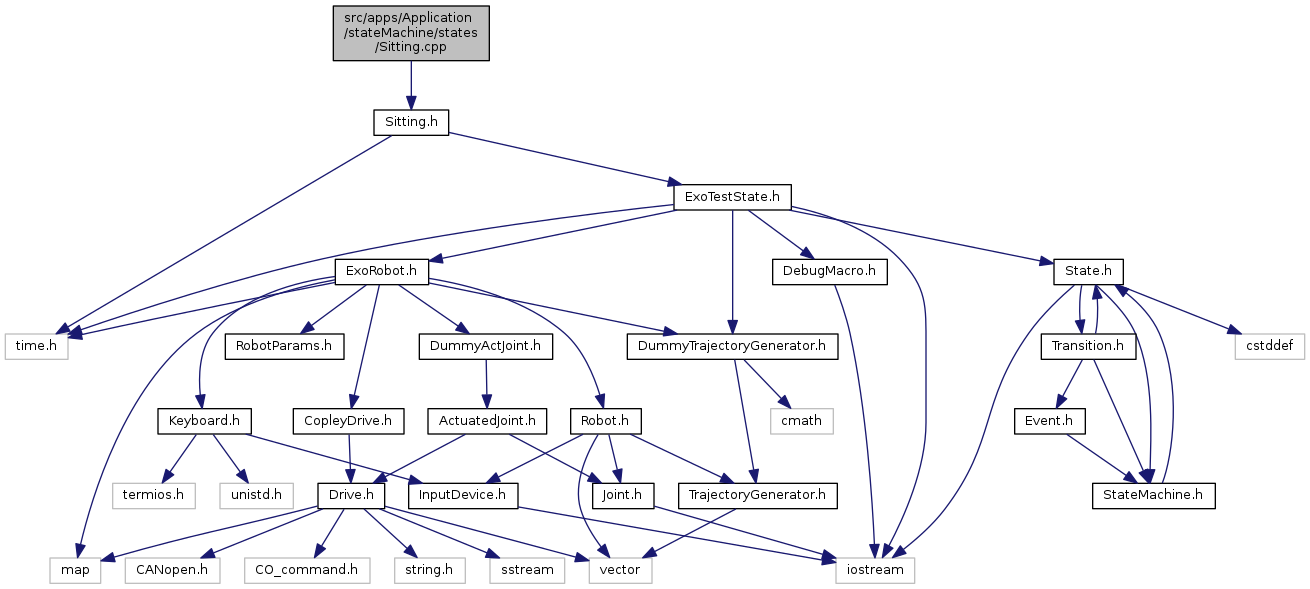 src/apps/Application
/stateMachine/states
/Sitting.cpp
Sitting.h
ExoTestState.h
ExoRobot.h
DebugMacro.h
State.h
time.h
RobotParams.h
DummyActJoint.h
DummyTrajectoryGenerator.h
Transition.h
cstddef
Keyboard.h
CopleyDrive.h
ActuatedJoint.h
Robot.h
cmath
Event.h
termios.h
unistd.h
Drive.h
InputDevice.h
Joint.h
TrajectoryGenerator.h
StateMachine.h
map
CANopen.h
CO_command.h
string.h
sstream
vector
iostream